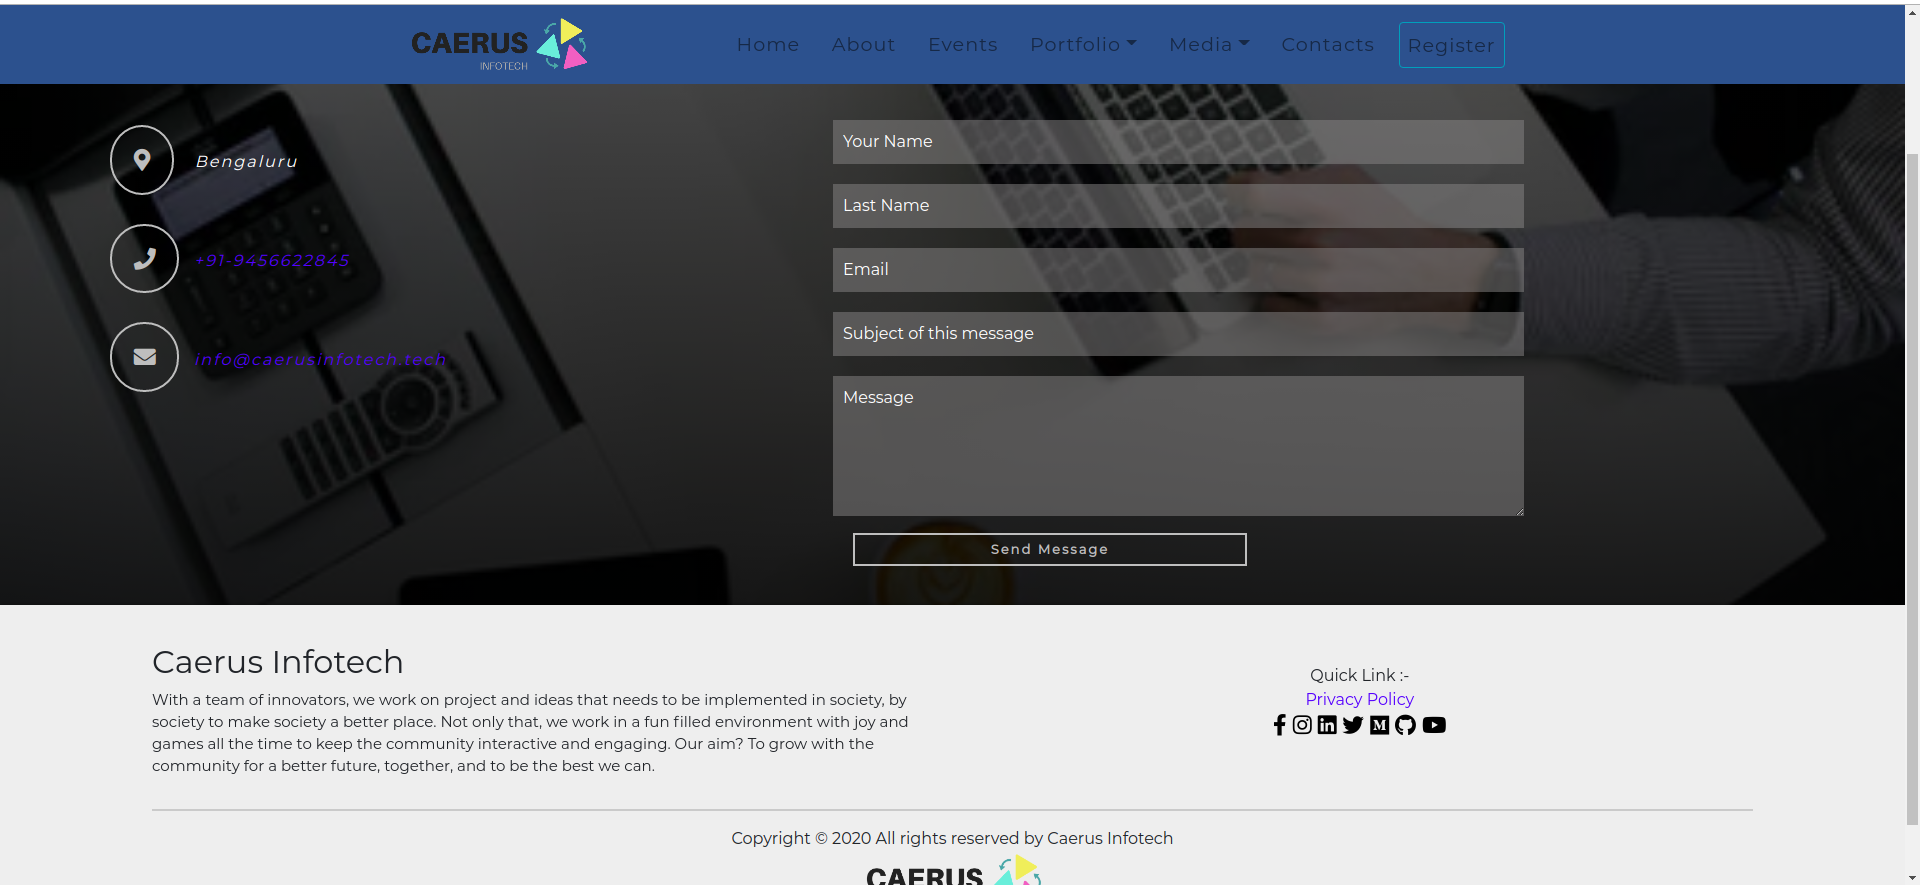 CAERUS
INFOTECH
Home About Events Portfolio Media Contacts Register
Bengaluru
+91-9456622845
info@caerusinfotech.tech
Your Name
Last Name
Email
Subject of this message
Message
Send Message
Caerus Infotech
With a team of innovators, we work on project and ideas that needs to be implemented in society, by
society to make society a better place. Not only that, we work in a fun filled environment with joy and
games all the time to keep the community interactive and engaging. Our aim? To grow with the
community for a better future, together, and to be the best we can.
Quick Link :-
Privacy Policy
Copyright © 2020 All rights reserved by Caerus Infotech
CAERUS